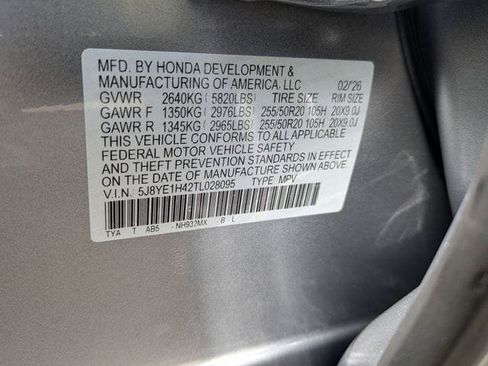 MFD. BY HONDA DEVELOPMENT &
MANUFACTURING OF AMERICA, LLC 02/26
GVWR 2640KG (5820LBS) TIRE SIZE RIM SIZE
GAWR F 1350KG (2976LBS) 255/50R20 105H 20X9.0J
GAWR R 1345KG (2965LBS) 255/50R20 105H 20X9.0J
THIS VEHICLE CONFORMS TO ALL APPLICABLE
FEDERAL MOTOR VEHICLE SAFETY
AND THEFT PREVENTION STANDARDS IN EFFECT
ON THE DATE OF MANUFACTURE SHOWN ABOVE.
V.I.N. 5J8YE1H42TL028095 TYPE: MPV
TYA T AB5 -NH937MX -B -L